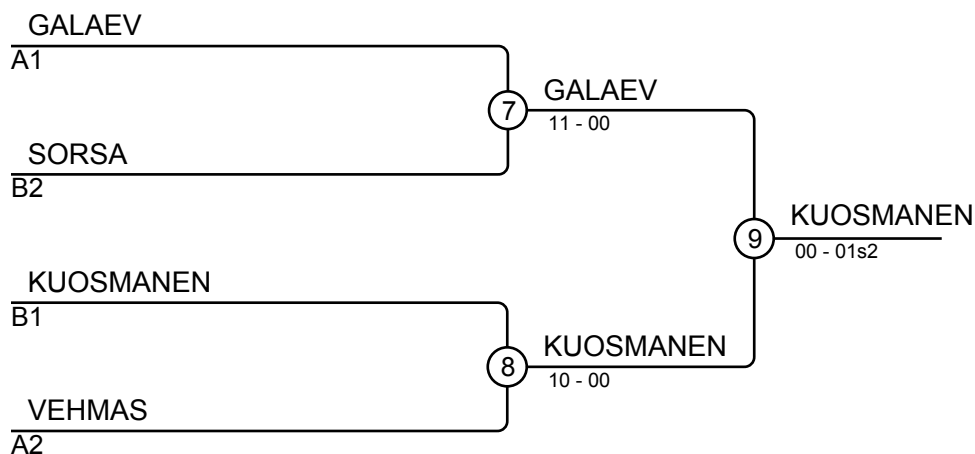 GALAEV
A1
7
GALAEV
11 - 00
SORSA
B2
9
KUOSMANEN
00 - 01s2
KUOSMANEN
B1
8
KUOSMANEN
10 - 00
VEHMAS
A2